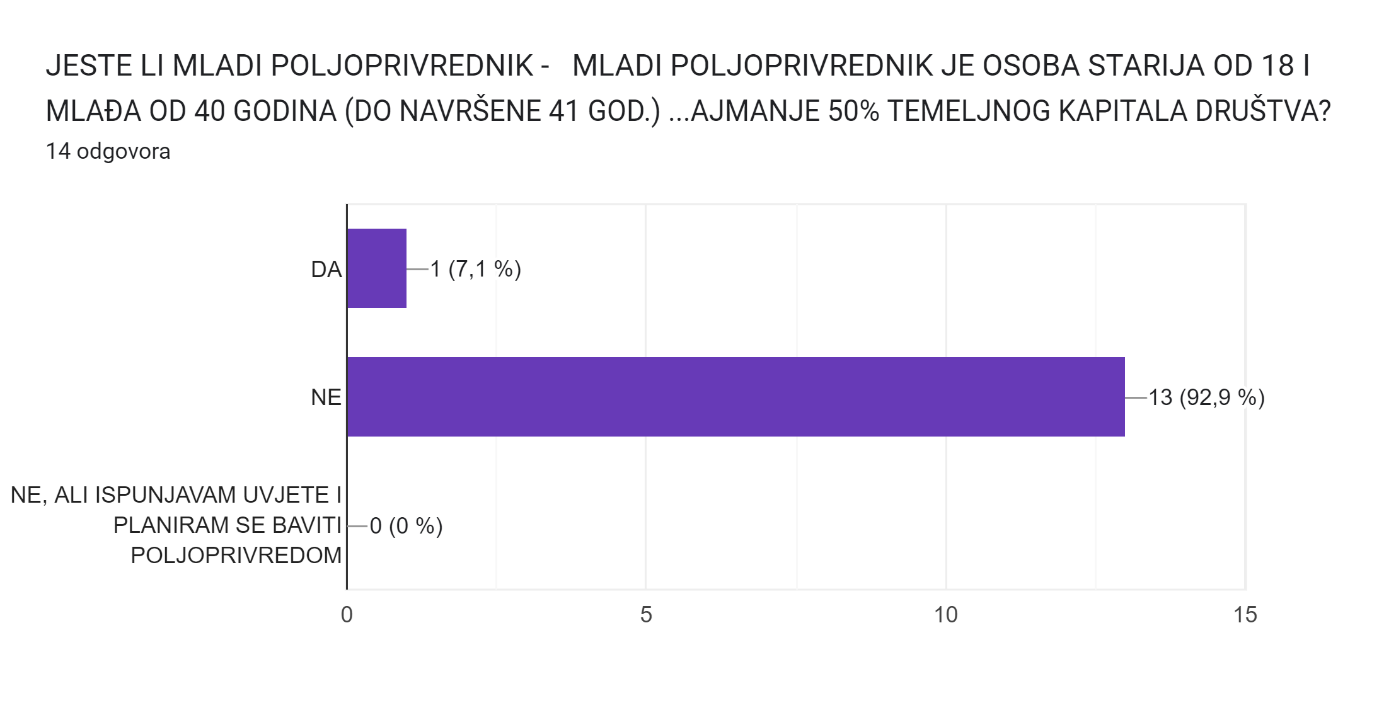 JESTE LI MLADI POLJOPRIVREDNIK -   MLADI POLJOPRIVREDNIK JE OSOBA STARIJA OD 18 I
MLAĐA OD 40 GODINA (DO NAVRŠENE 41 GOD.) ...AJMANJE 50% TEMELJNOG KAPITALA DRUŠTVA?
14 odgovora
DA
1 (7,1 %)
NE
13 (92,9 %)
NE, ALI ISPUNJAVAM UVJETE I
PLANIRAM SE BAVITI
POLJOPRIVREDOM
0 (0 %)
0
5
10
15